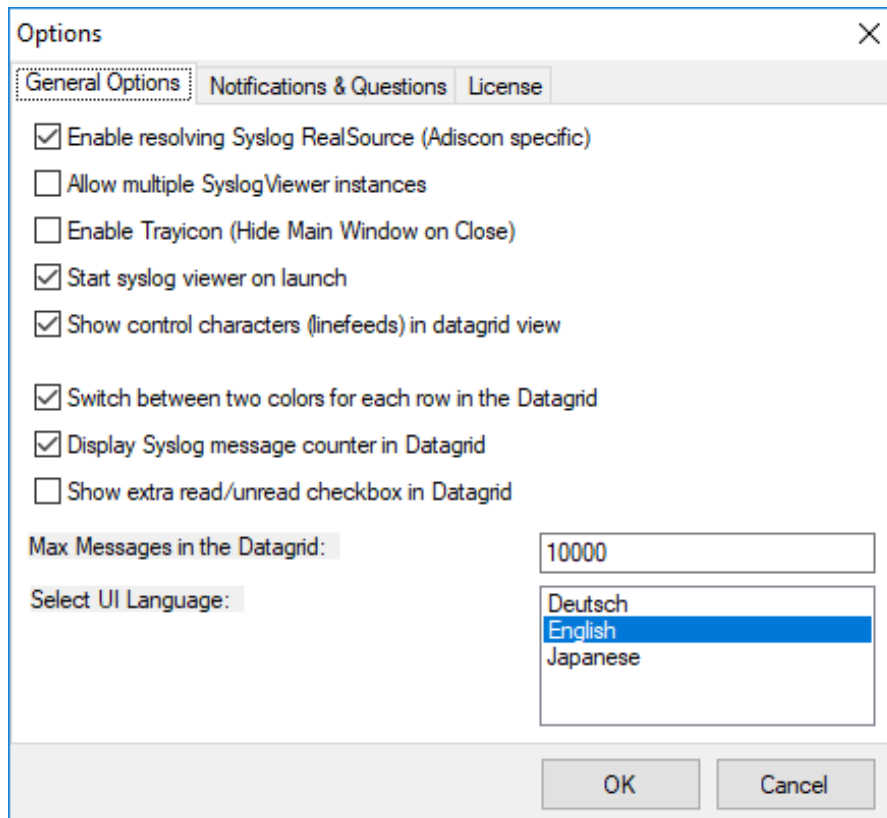 Options
General Options
Notifications & Questions
License
Enable resolving Syslog RealSource (Adiscon specific)
Allow multiple SyslogViewer instances
Enable Trayicon (Hide Main Window on Close)
Start syslog viewer on launch
Show control characters (linefeeds) in datagrid view
Switch between two colors for each row in the Datagrid
Display Syslog message counter in Datagrid
Show extra read/unread checkbox in Datagrid
Max Messages in the Datagrid:
10000
Select UI Language:
Deutsch
English
Japanese
OK
Cancel